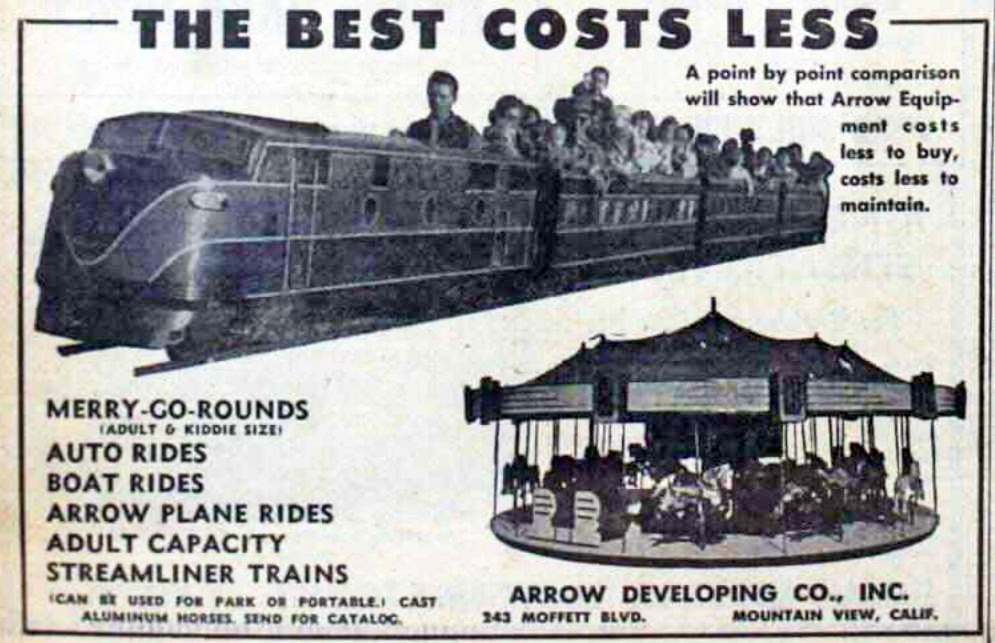 THE BEST COSTS LESS
A point by point comparison
will show that Arrow Equip-
ment costs
less to buy,
costs less to
maintain.
MERRY-GO-ROUNDS
(ADULT & KIDDIE SIZE)
AUTO RIDES
BOAT RIDES
ARROW PLANE RIDES
ADULT CAPACITY
STREAMLINER TRAINS
(CAN BE USED FOR PARK OR PORTABLE.) CAST
ALUMINUM HORSES. SEND FOR CATALOG.
ARROW DEVELOPING CO., INC.
243 MOFFETT BLVD. MOUNTAIN VIEW, CALIF.